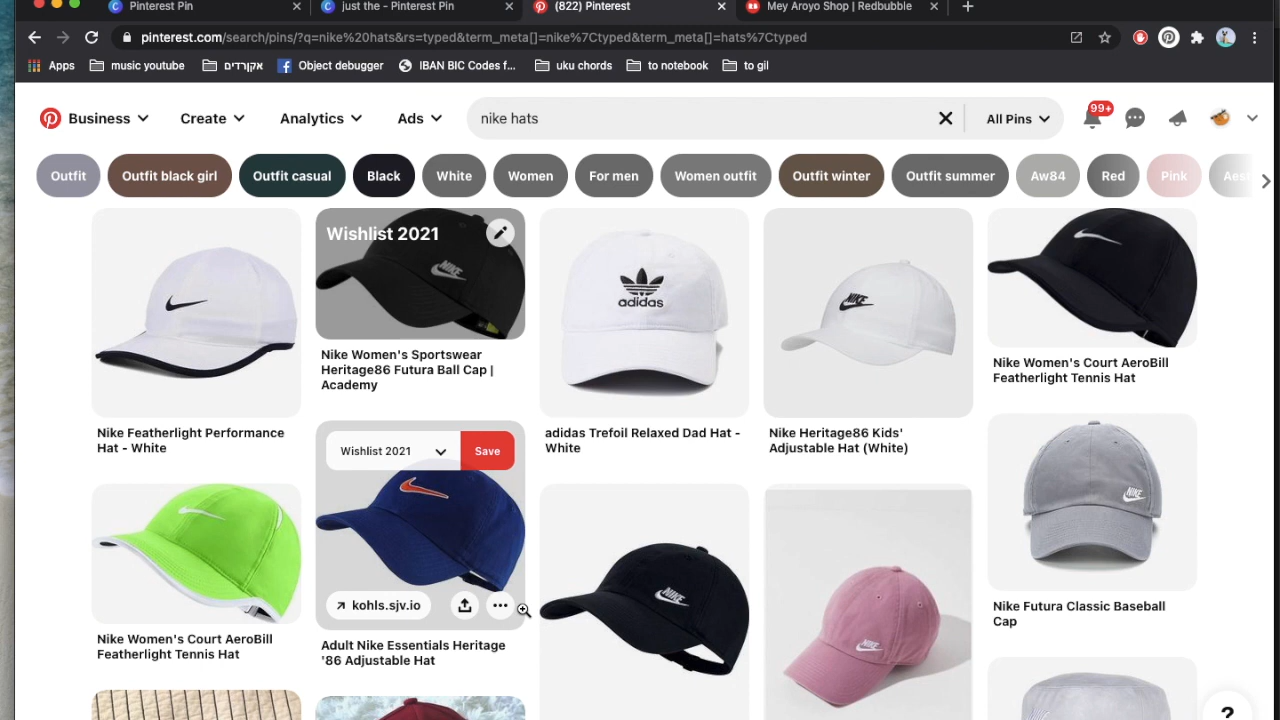 Pinterest Pin
just the - Pinterest Pin
(822) Pinterest
Mey Aroyo Shop | Redbubble
pinterest.com/search/pins/?q=nike%20hats&rs=typed&term_meta[]=nike%7Ctyped&term_meta[]=hats%7Ctyped
Apps
music youtube
אקורדים
Object debugger
IBAN BIC Codes f...
uku chords
to notebook
to gil
Business
Create
Analytics
Ads
nike hats
All Pins
99+
Outfit
Outfit black girl
Outfit casual
Black
White
Women
For men
Women outfit
Outfit winter
Outfit summer
Aw84
Red
Pink
Wishlist 2021
NIKE
adidas
NIKE
Nike Women's Sportswear
Heritage86 Futura Ball Cap |
Academy
Nike Women's Court AeroBill
Featherlight Tennis Hat
Nike Featherlight Performance
Hat - White
adidas Trefoil Relaxed Dad Hat -
White
Nike Heritage86 Kids'
Adjustable Hat (White)
Wishlist 2021
Save
NIKE
kohls.sjv.io
NIKE
NIKE
Nike Futura Classic Baseball
Cap
Nike Women's Court AeroBill
Featherlight Tennis Hat
Adult Nike Essentials Heritage
'86 Adjustable Hat
?